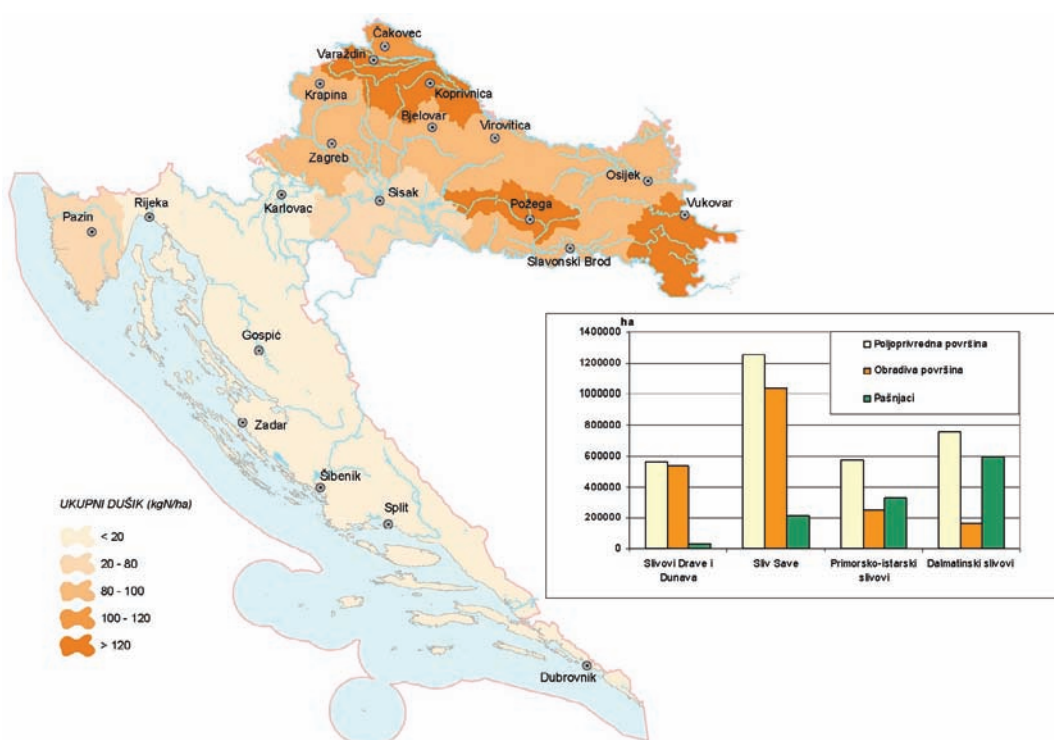 Čakovec
Varaždin
Krapina
Koprivnica
Bjelovar
Virovitica
Zagreb
Osijek
Sisak
Karlovac
Požega
Vukovar
Pazin
Rijeka
Slavonski Brod
Gospić
Zadar
Šibenik
Split
Dubrovnik
UKUPNI DUŠIK (kgN/ha)
< 20
20 - 80
80 - 100
100 - 120
> 120
ha
1400000
1200000
1000000
800000
600000
400000
200000
0
Poljoprivredna površina
Obradiva površina
Pašnjaci
Slivovi Drave i
Dunava
Sliv Save
Primorsko-istarski
slivovi
Dalmatinski slivovi